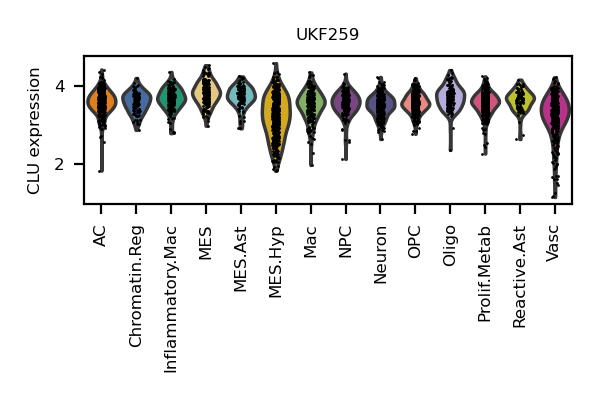 UKF259
CLU expression
4
2
AC
Chromatin.Reg
Inflammatory.Mac
MES
MES.Ast
MES.Hyp
Mac
NPC
Neuron
OPC
Oligo
Prolif.Metab
Reactive.Ast
Vasc